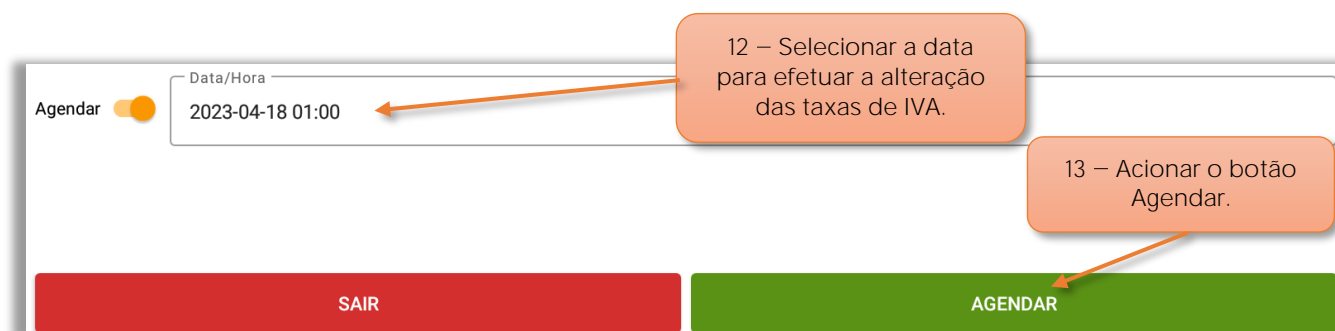 12 – Selecionar a data
para efetuar a alteração
das taxas de IVA.
Data/Hora
Agendar
2023-04-18 01:00
13 – Acionar o botão
Agendar.
SAIR
AGENDAR